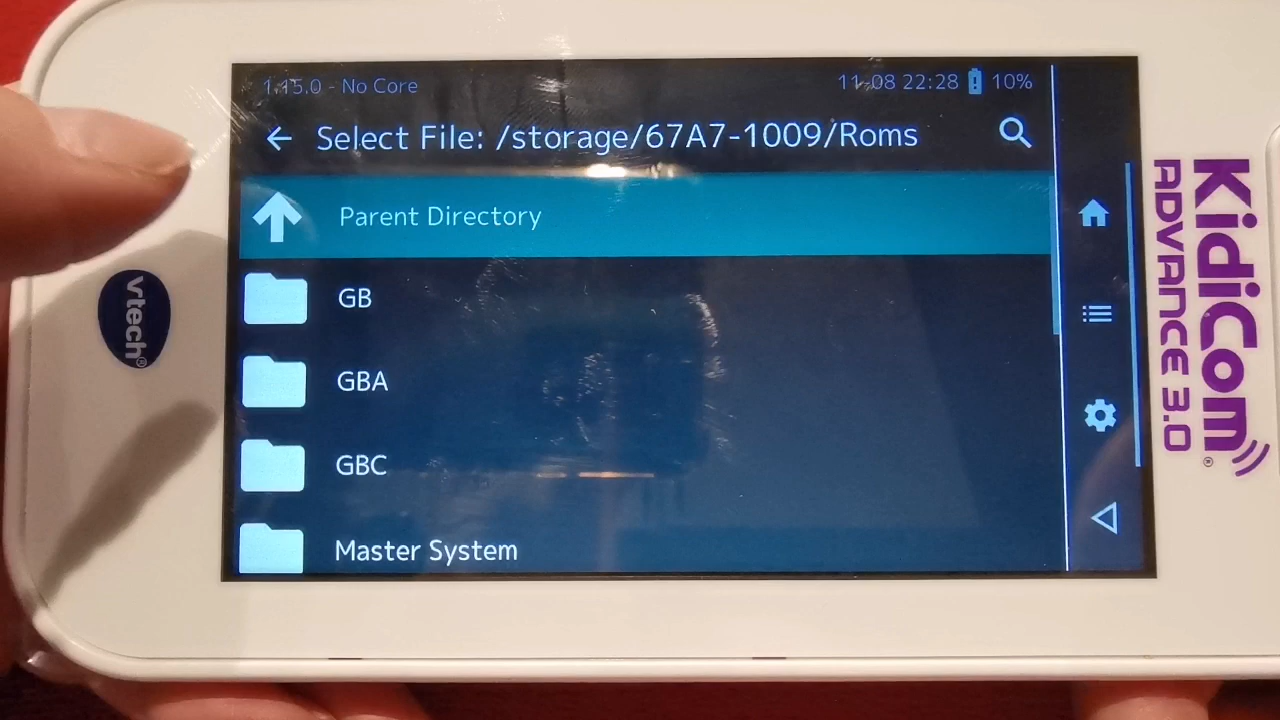 1.15.0 - No Core
11-08 22:28 10%
Select File: /storage/67A7-1009/Roms
Parent Directory
GB
GBA
GBC
Master System
vtech®
KidiCom®
ADVANCE 3.0